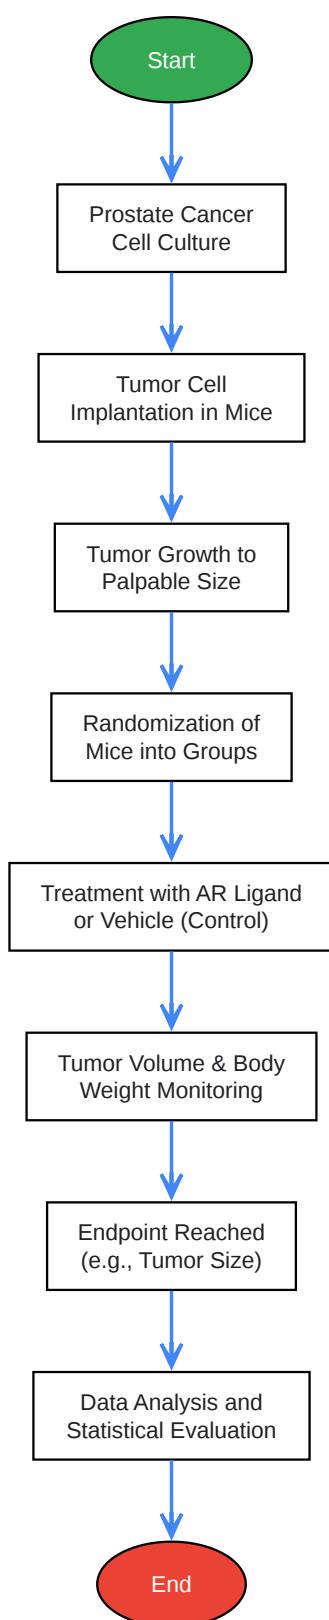 Start
Prostate Cancer
Cell Culture
Tumor Cell
Implantation in Mice
Tumor Growth to
Palpable Size
Randomization of
Mice into Groups
Treatment with AR Ligand
or Vehicle (Control)
Tumor Volume & Body
Weight Monitoring
Endpoint Reached
(e.g., Tumor Size)
Data Analysis and
Statistical Evaluation
End